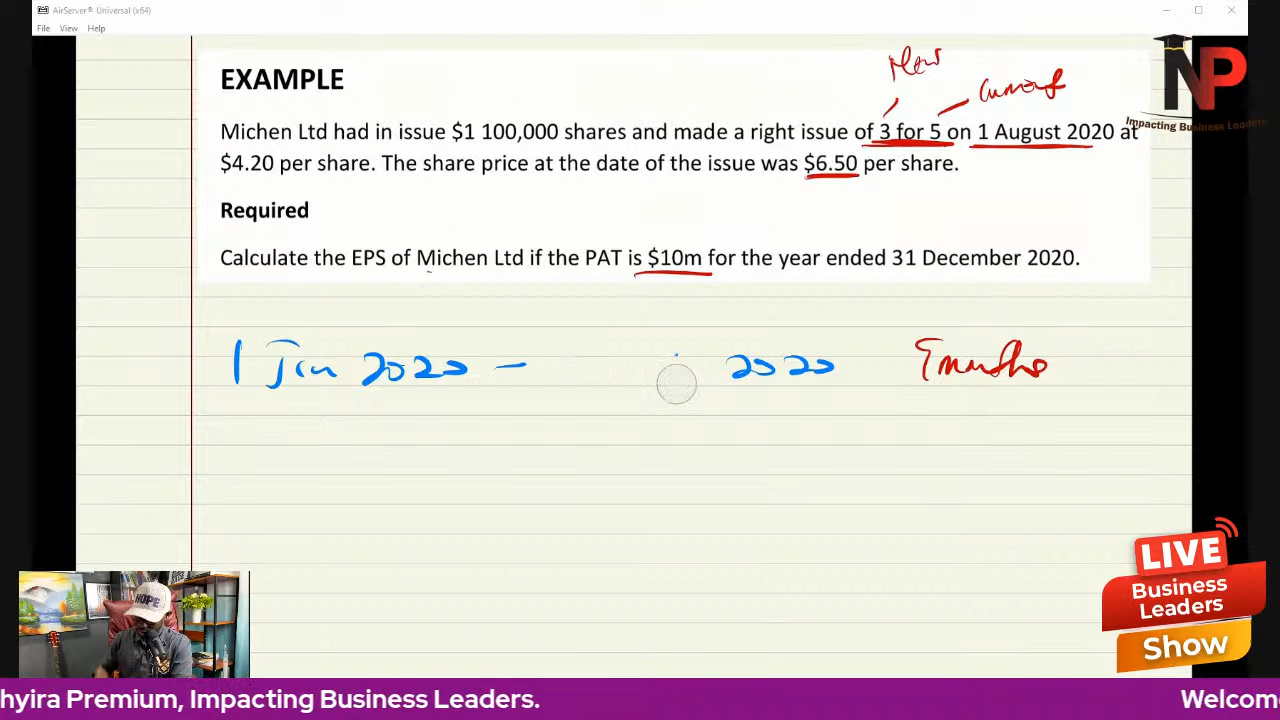 AirServer Universal (x64)
File View Help
New
Current
EXAMPLE
Michen Ltd had in issue $1 100,000 shares and made a right issue of 3 for 5 on 1 August 2020 at
$4.20 per share. The share price at the date of the issue was $6.50 per share.
Required
Calculate the EPS of Michen Ltd if the PAT is $10m for the year ended 31 December 2020.
1 Jan 2020 - 2020 months
NP
Impacting Business Leaders
HOPE
LIVE
Business
Leaders
Show
hyira Premium, Impacting Business Leaders. Welcom